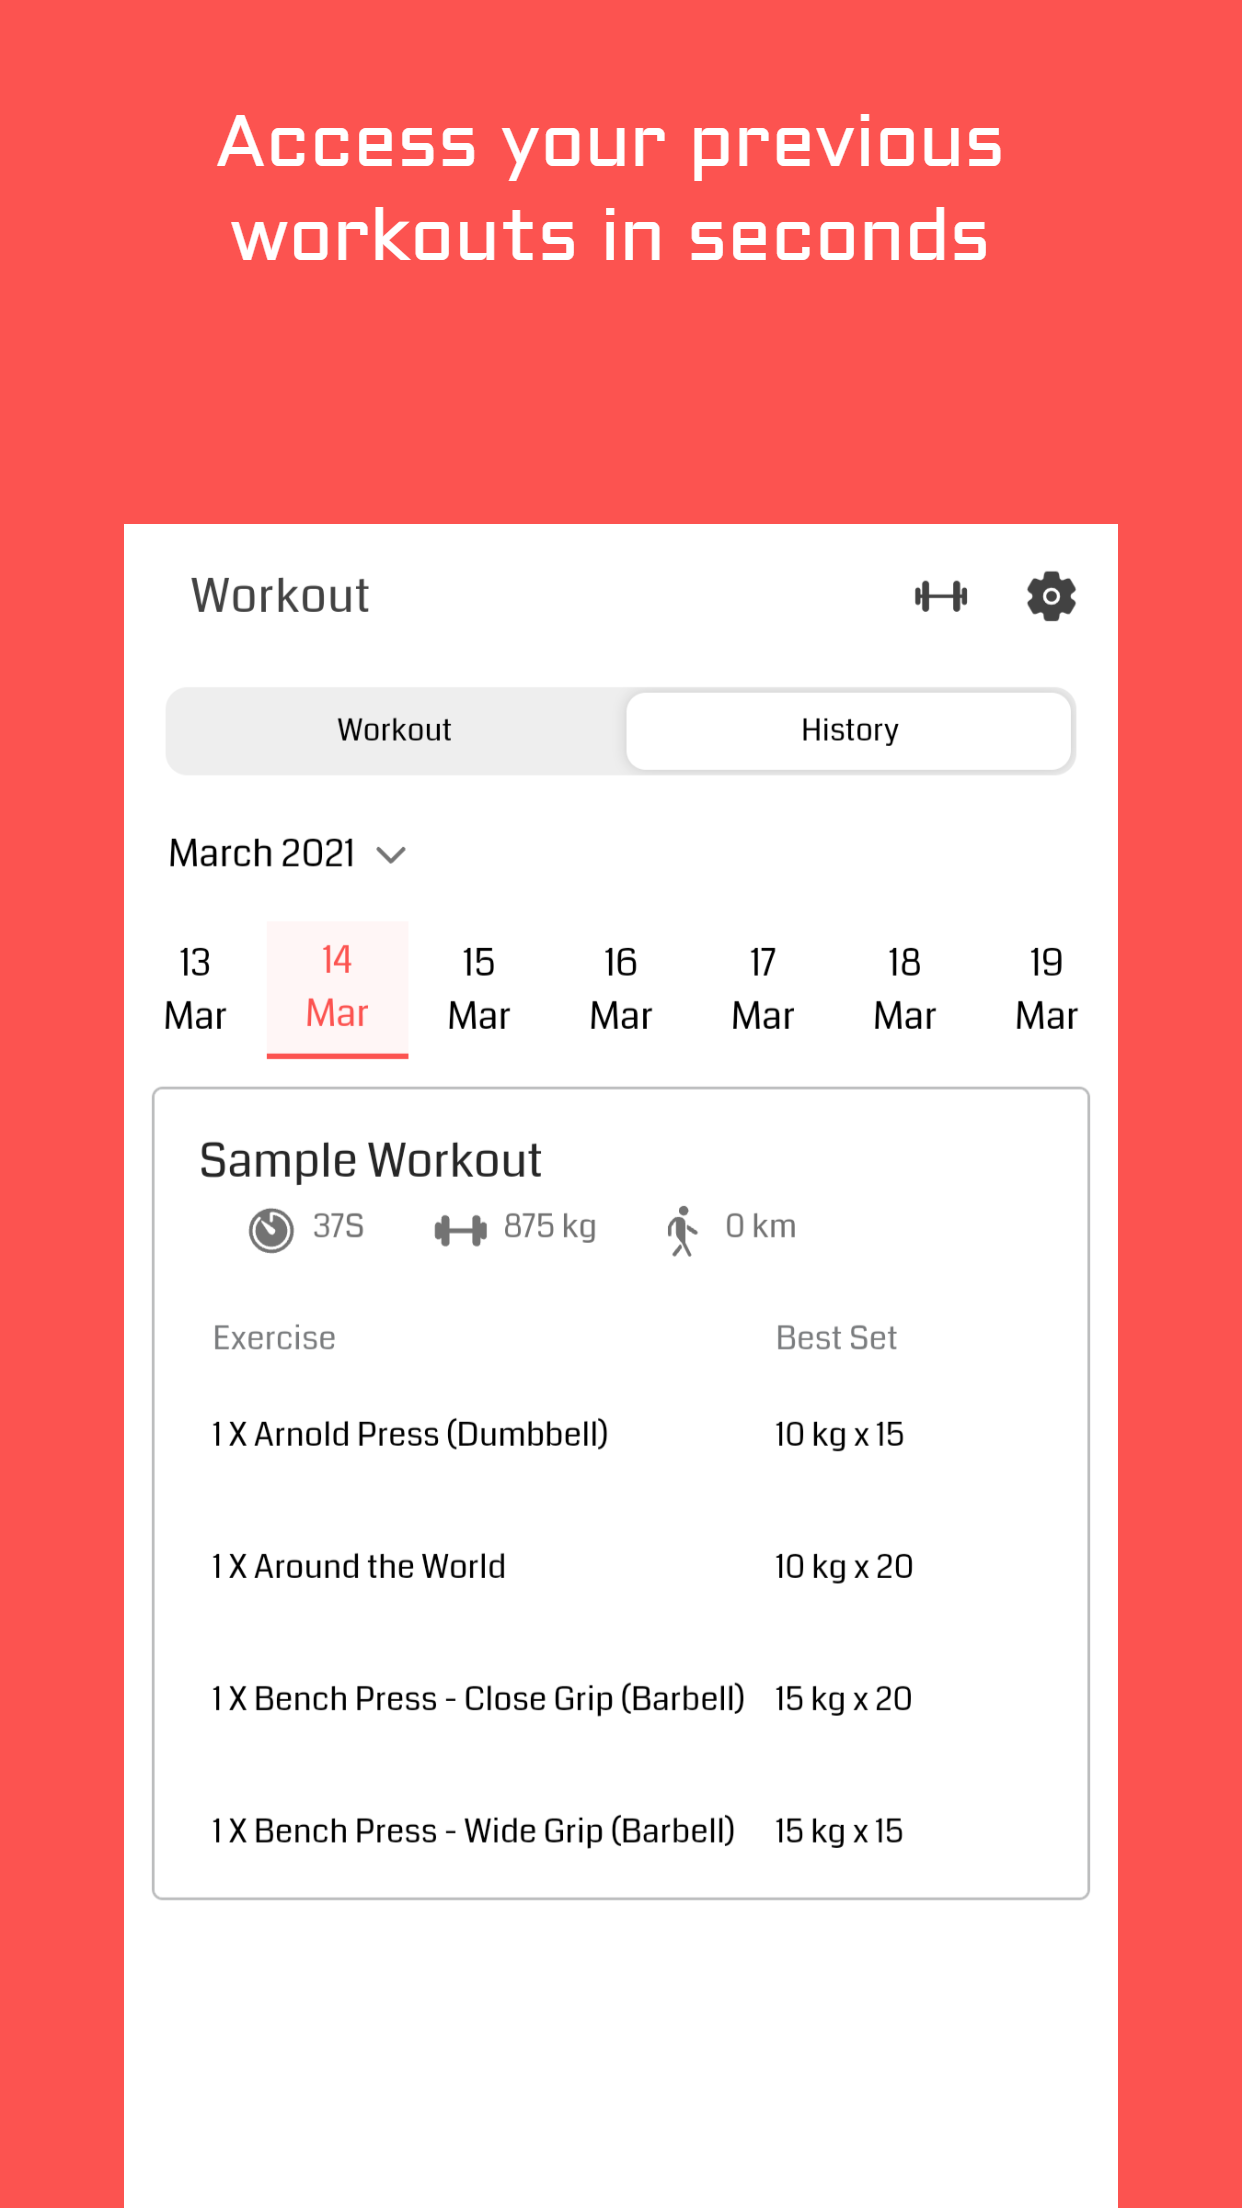 Access your previous
workouts in seconds
Workout
Workout History
March 2021
13 14 15 16 17 18 19
Mar Mar Mar Mar Mar Mar Mar
Sample Workout
37S 875 kg 0 km
Exercise Best Set
1 X Arnold Press (Dumbbell) 10 kg x 15
1 X Around the World 10 kg x 20
1 X Bench Press - Close Grip (Barbell) 15 kg x 20
1 X Bench Press - Wide Grip (Barbell) 15 kg x 15